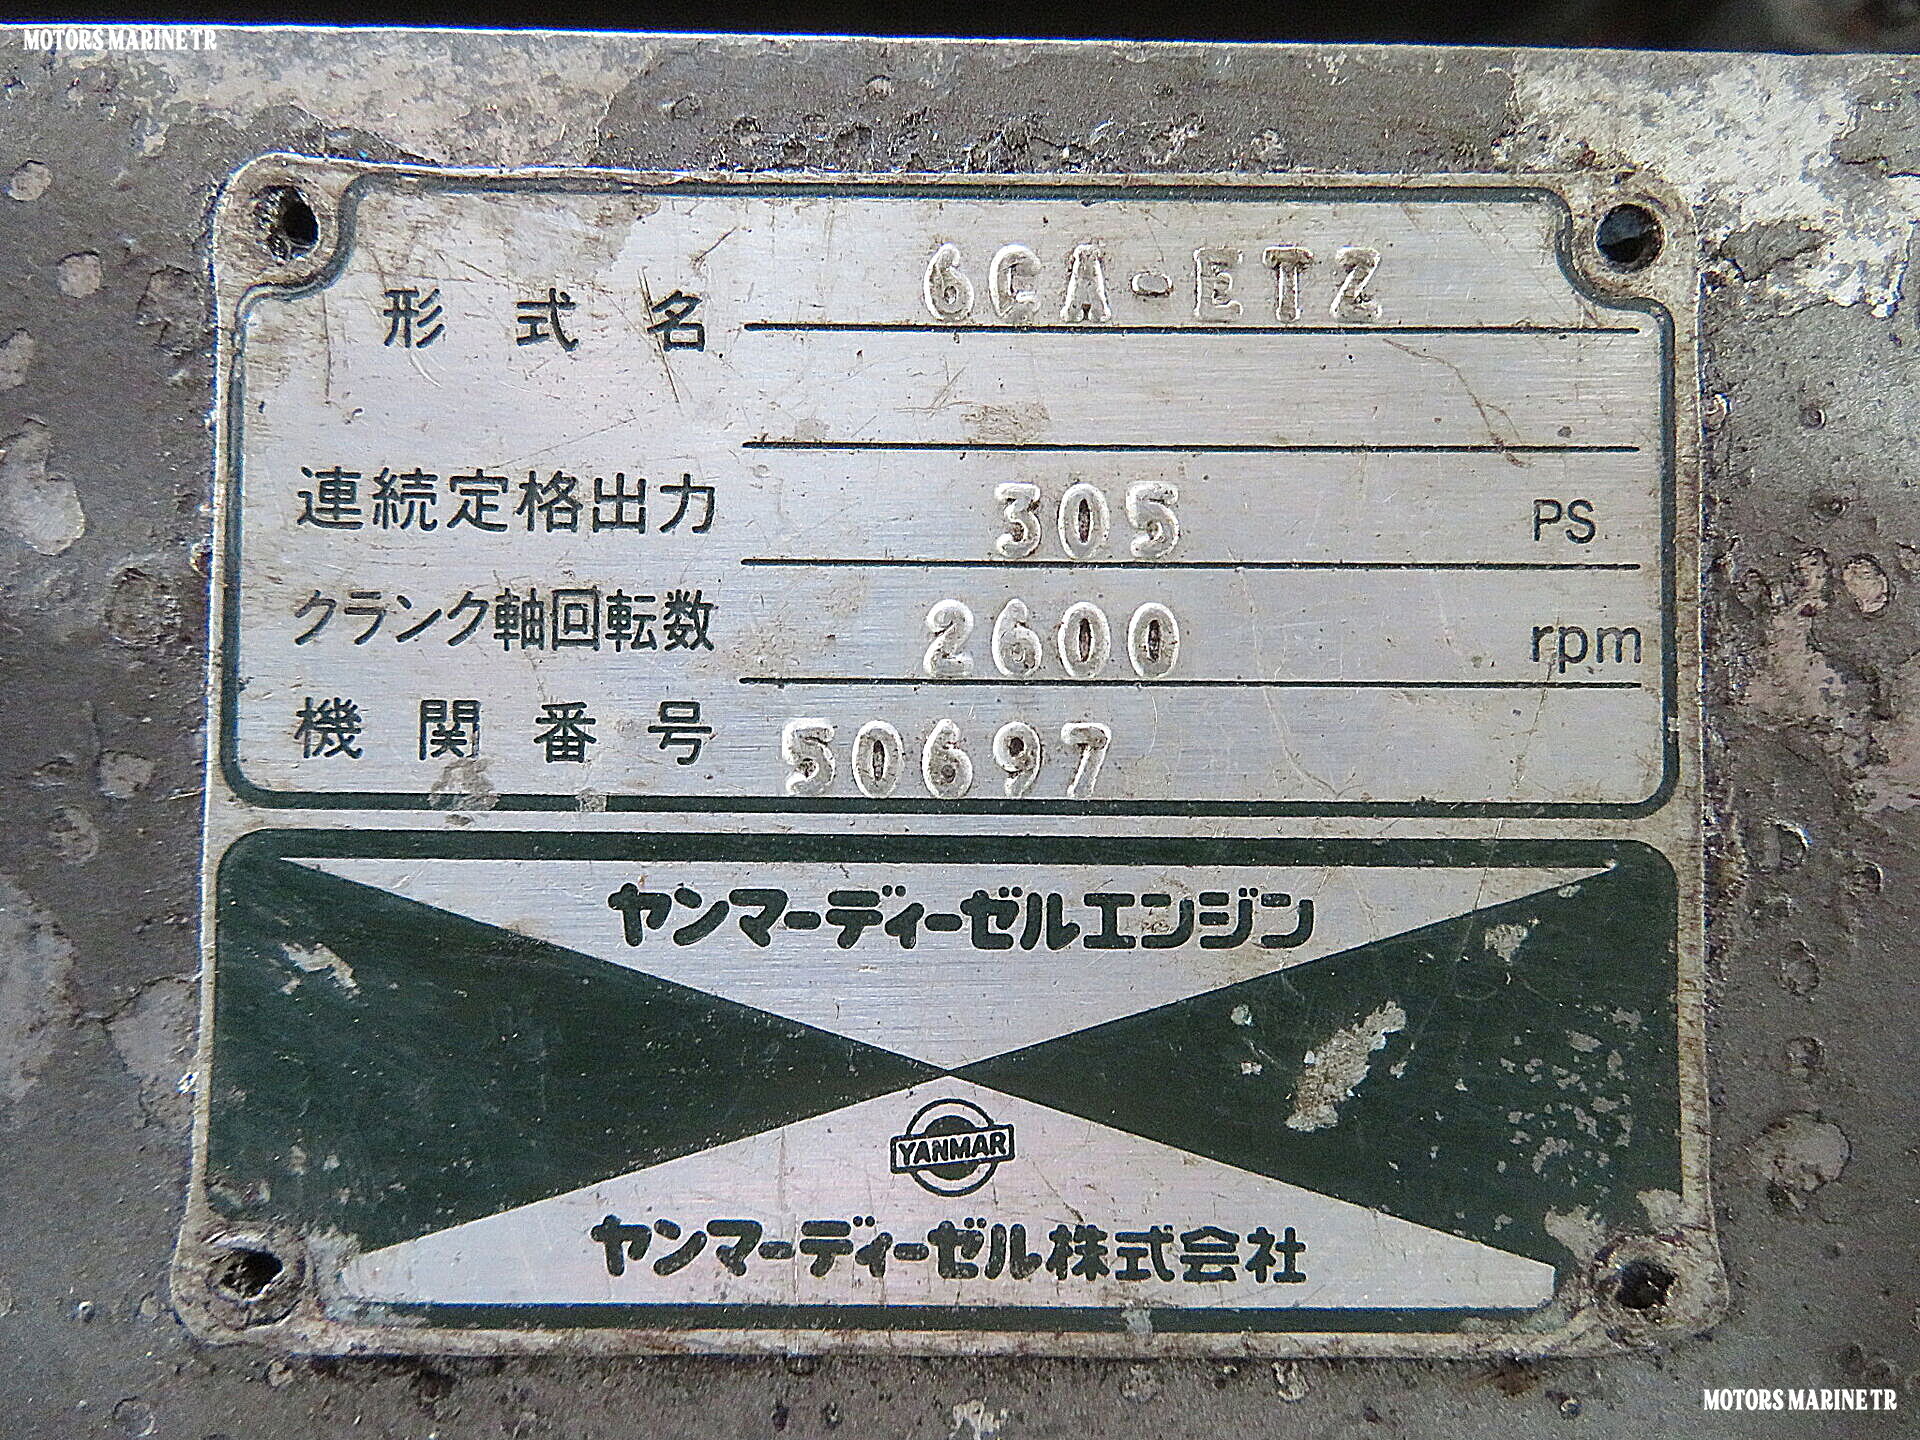 MOTORS MARINE TR
形式名 6CA-ETZ
連続定格出力 305 PS
クランク軸回転数 2600 rpm
機関番号 50697
ヤンマーディーゼルエンジン
YANMAR
ヤンマーディーゼル株式会社
MOTORS MARINE TR